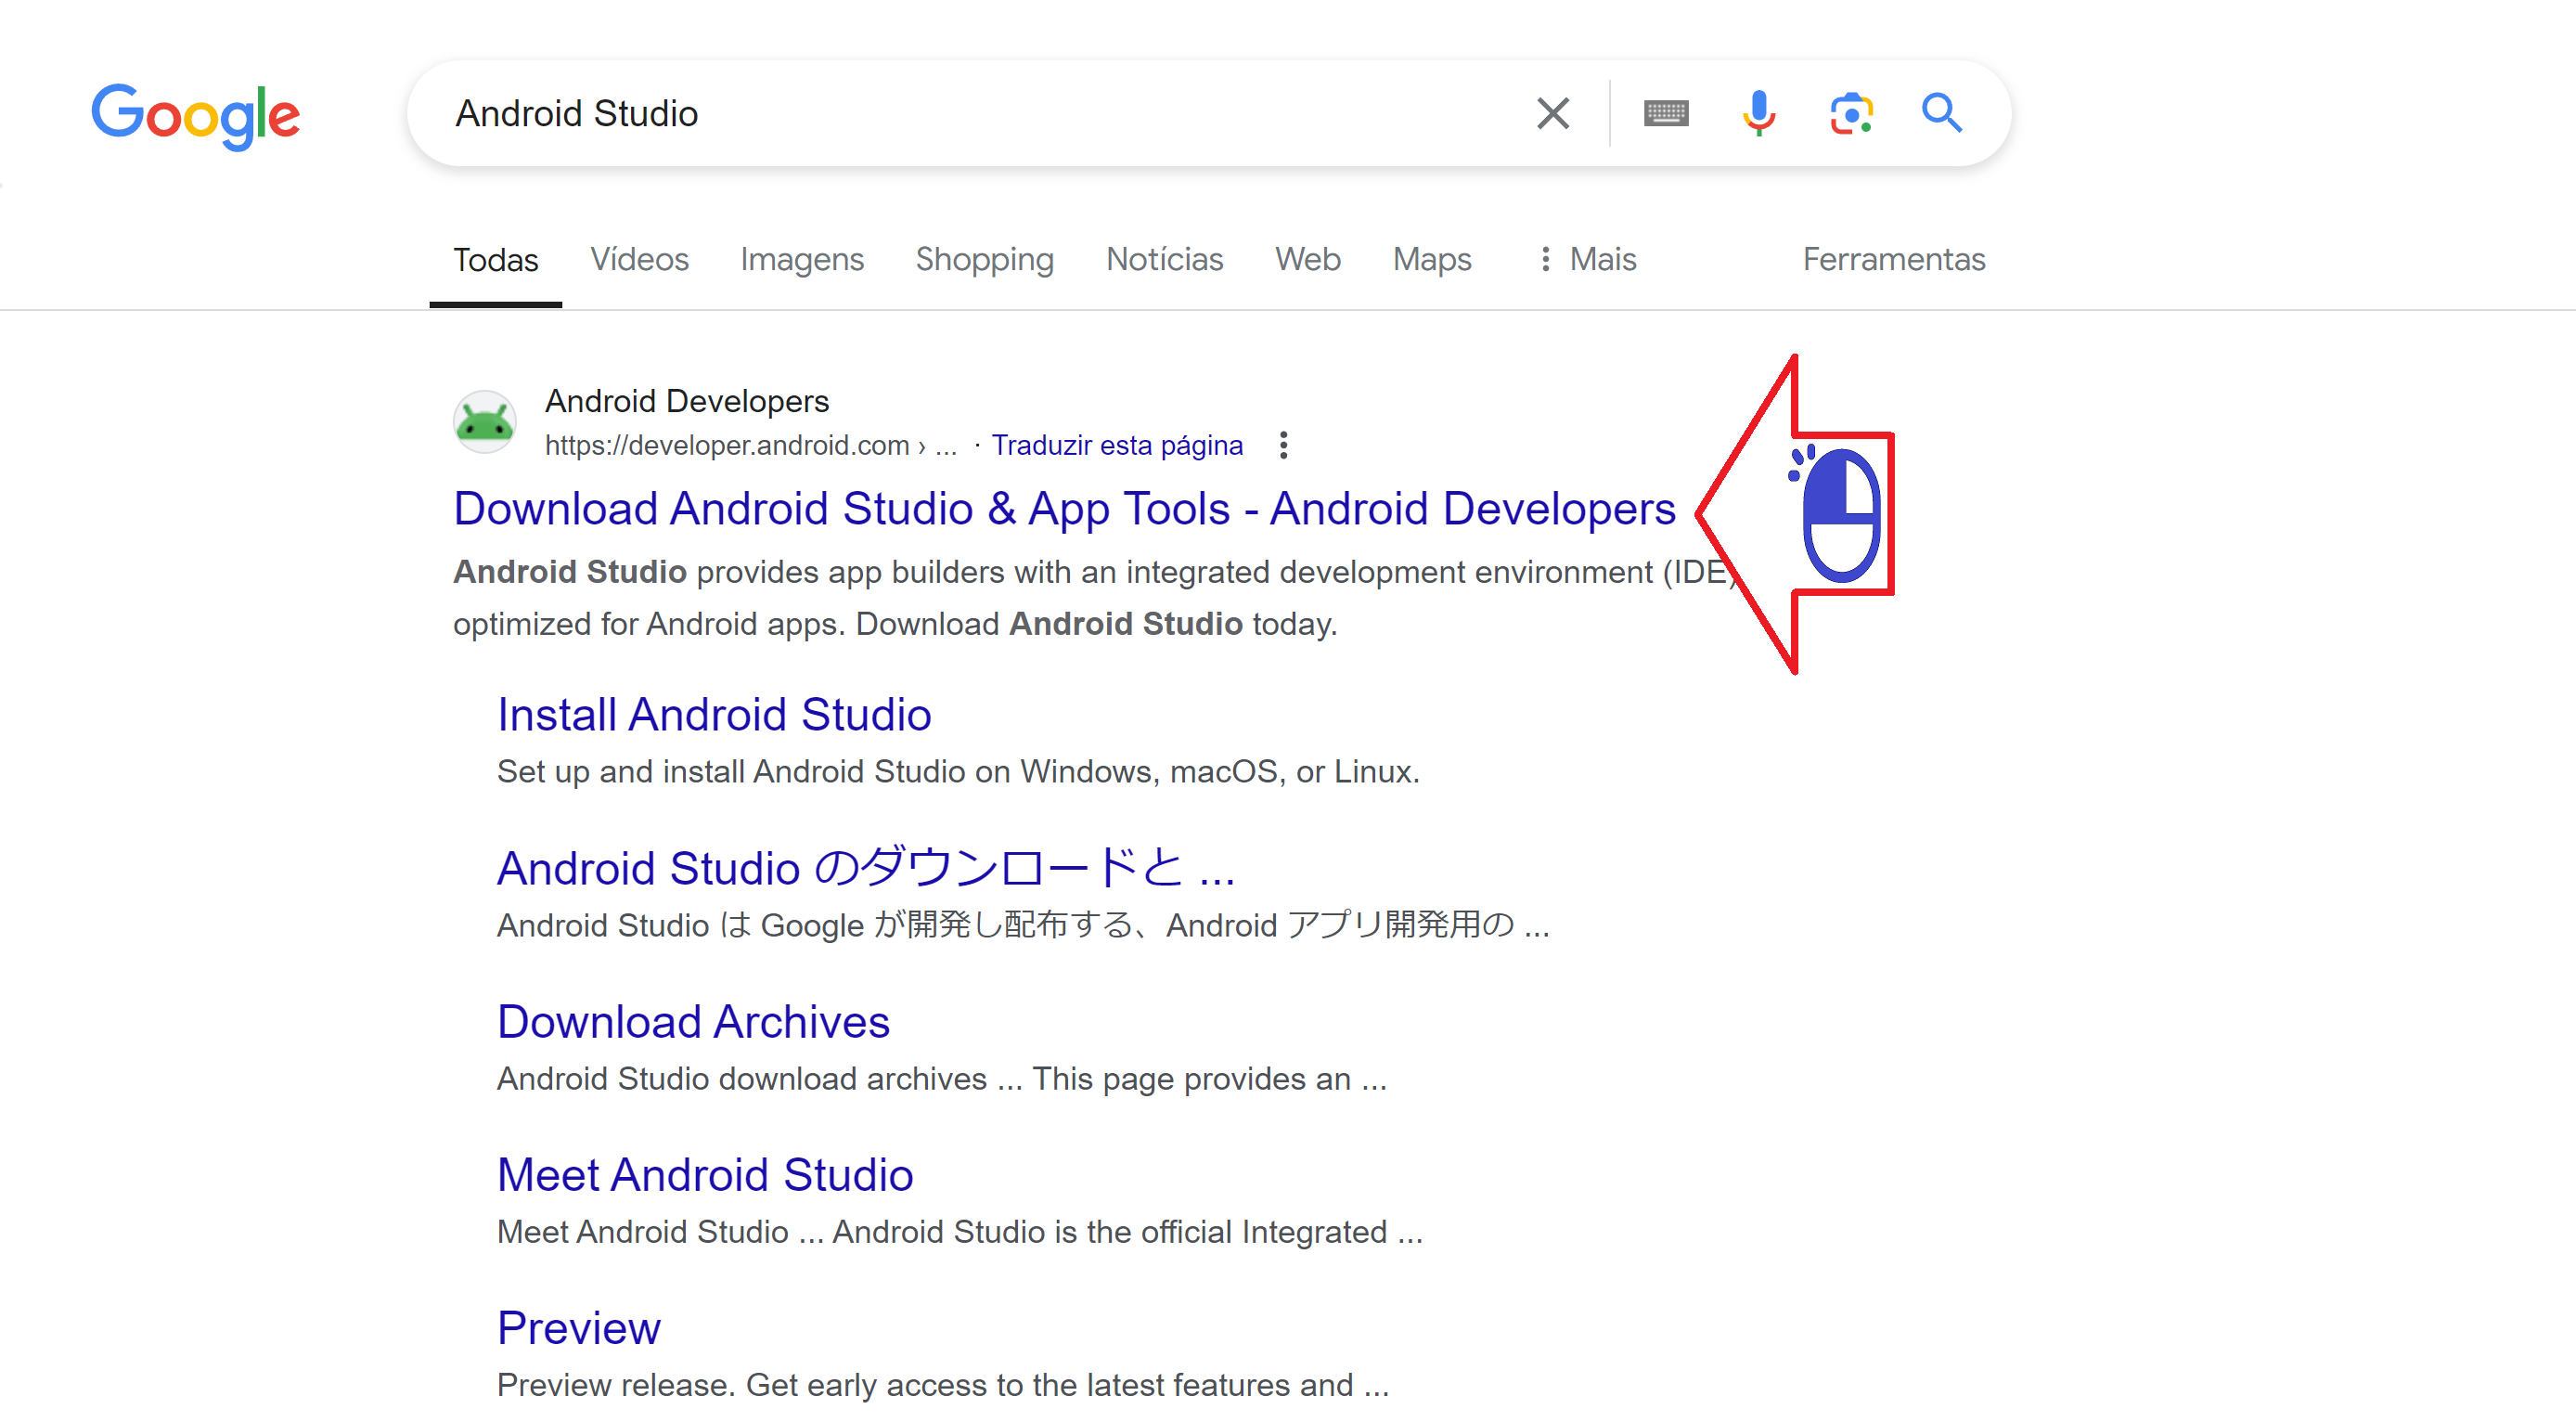 Google
Android Studio
Todas Vídeos Imagens Shopping Notícias Web Maps Mais Ferramentas
Android Developers
https://developer.android.com › ... · Traduzir esta página
Download Android Studio & App Tools - Android Developers
Android Studio provides app builders with an integrated development environment (IDE)
optimized for Android apps. Download Android Studio today.
Install Android Studio
Set up and install Android Studio on Windows, macOS, or Linux.
Android Studio のダウンロードと ...
Android Studio は Google が開発し配布する、Android アプリ開発用の ...
Download Archives
Android Studio download archives ... This page provides an ...
Meet Android Studio
Meet Android Studio ... Android Studio is the official Integrated ...
Preview
Preview release. Get early access to the latest features and ...